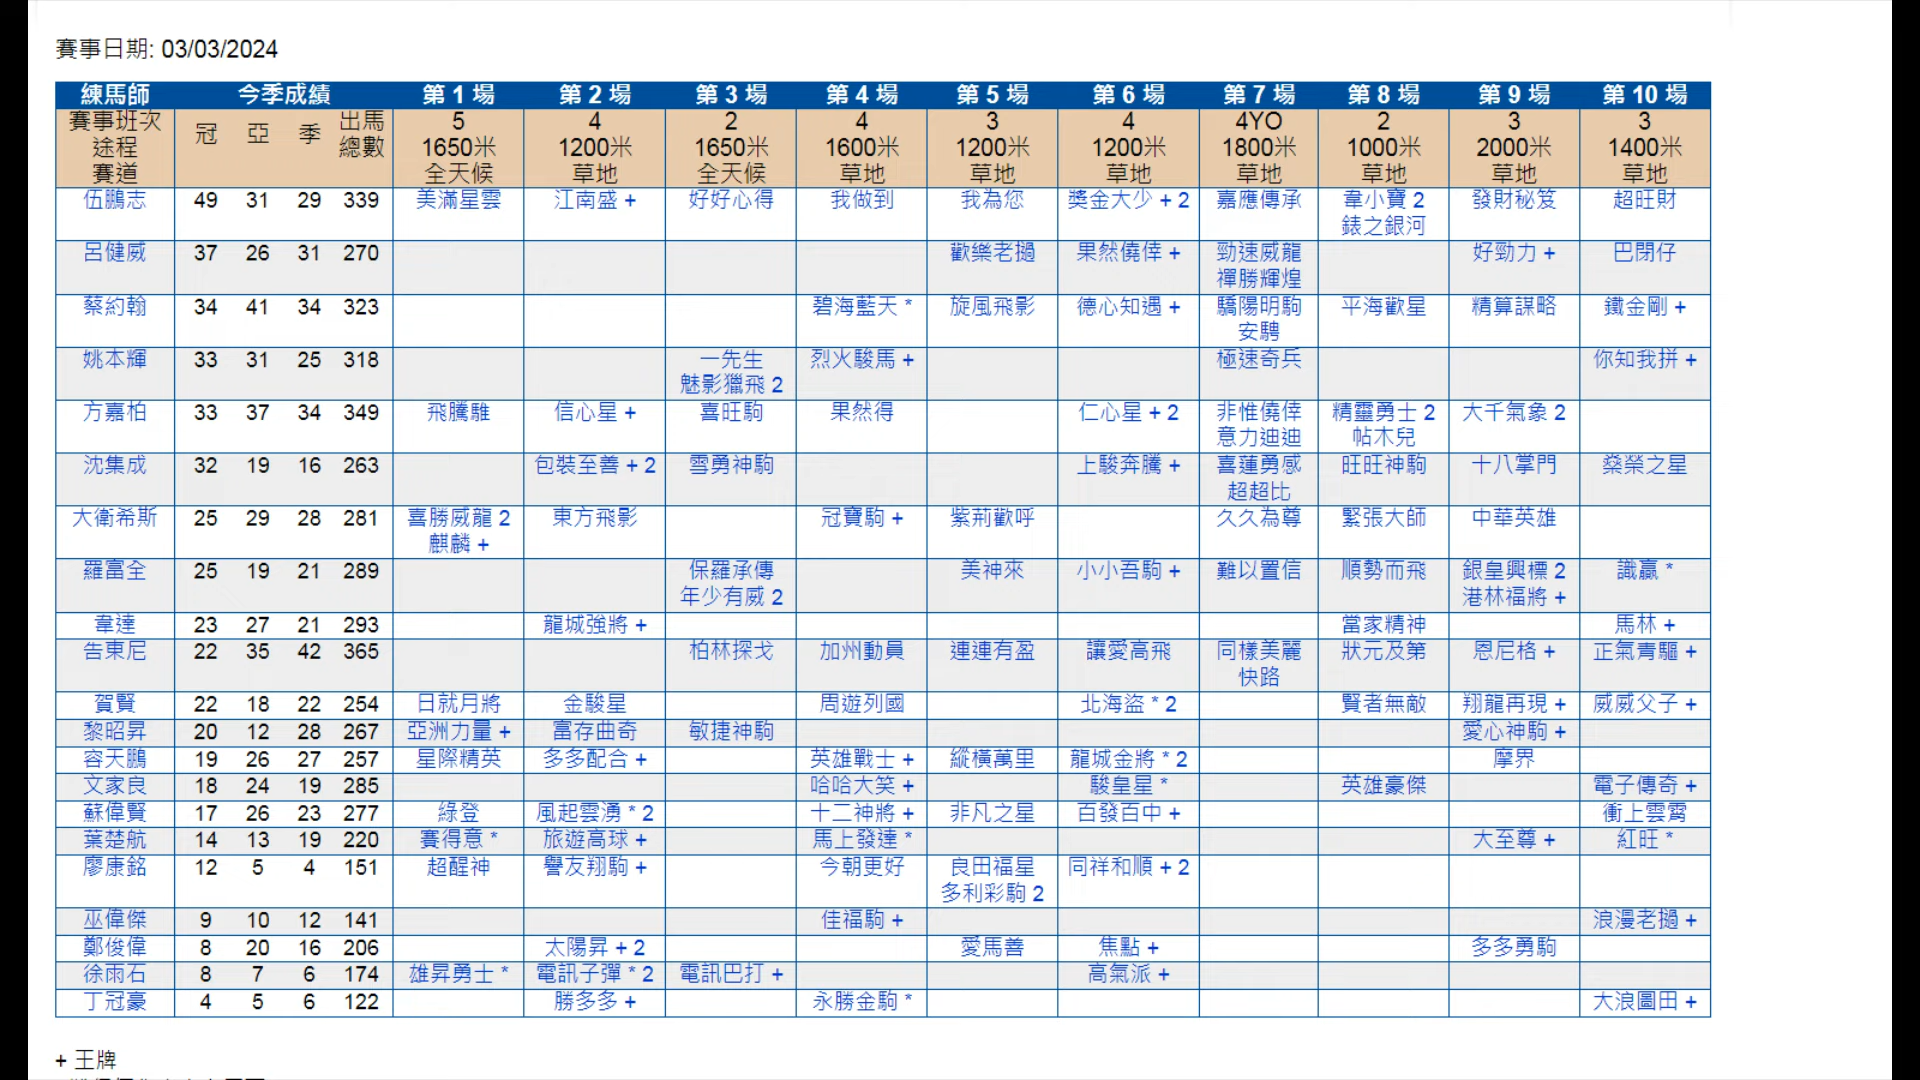 賽事日期: 03/03/2024
練馬師 今季成績 第 1 場 第 2 場 第 3 場 第 4 場 第 5 場 第 6 場 第 7 場 第 8 場 第 9 場 第 10 場
賽事班次 冠 亞 季 出馬 5 4 2 4 3 4 4YO 2 3 3
途程 總數 1650米 1200米 1650米 1600米 1200米 1200米 1800米 1000米 2000米 1400米
賽道 全天候 草地 全天候 草地 草地 草地 草地 草地 草地 草地
伍鵬志 49 31 29 339 美滿星雲 江南盛 + 好好心得 我做到 我為您 獎金大少 + 2 嘉應傳承 韋小寶 2 發財秘笈 超旺財
錶之銀河
呂健威 37 26 31 270 歡樂老撾 果然僥倖 + 勁速威龍 好勁力 + 巴閉仔
禪勝輝煌
蔡約翰 34 41 34 323 碧海藍天 * 旋風飛影 德心知遇 + 驕陽明駒 平海歡星 精算謀略 鐵金剛 +
安騁
姚本輝 33 31 25 318 一先生 烈火駿馬 + 極速奇兵 你知我拼 +
魅影獵飛 2
方嘉柏 33 37 34 349 飛騰騅 信心星 + 喜旺駒 果然得 仁心星 + 2 非惟僥倖 精靈勇士 2 大千氣象 2
意力迪迪 帖木兒
沈集成 32 19 16 263 包裝至善 + 2 雪勇神駒 上駿奔騰 + 喜蓮勇感 旺旺神駒 十八掌門 燊榮之星
超超比
大衛希斯 25 29 28 281 喜勝威龍 2 東方飛影 冠寶駒 + 紫荊歡呼 久久為尊 緊張大師 中華英雄
麒麟 +
羅富全 25 19 21 289 保羅承傳 美神來 小小吾駒 + 難以置信 順勢而飛 銀皇興標 2 識贏 *
年少有威 2 港林福將 +
韋達 23 27 21 293 龍城強將 + 當家精神 馬林 +
告東尼 22 35 42 365 柏林探戈 加州動員 連連有盈 讓愛高飛 同樣美麗 狀元及第 恩尼格 + 正氣青驅 +
快路
賀賢 22 18 22 254 日就月將 金駿星 周遊列國 北海盜 * 2 賢者無敵 翔龍再現 + 威威父子 +
黎昭昇 20 12 28 267 亞洲力量 + 富存曲奇 敏捷神駒 愛心神駒 +
容天鵬 19 26 27 257 星際精英 多多配合 + 英雄戰士 + 縱橫萬里 龍城金將 * 2 摩界
文家良 18 24 19 285 哈哈大笑 + 駿皇星 * 英雄豪傑 電子傳奇 +
蘇偉賢 17 26 23 277 綠登 風起雲湧 * 2 十二神將 + 非凡之星 百發百中 + 衝上雲霄
葉楚航 14 13 19 220 賽得意 * 旅遊高球 + 馬上發達 * 大至尊 + 紅旺 *
廖康銘 12 5 4 151 超醒神 譽友翔駒 + 今朝更好 良田福星 同祥和順 + 2
多利彩駒 2
巫偉傑 9 10 12 141 佳福駒 + 浪漫老撾 +
鄭俊偉 8 20 16 206 太陽昇 + 2 愛馬善 焦點 + 多多勇駒
徐雨石 8 7 6 174 雄昇勇士 * 電訊子彈 * 2 電訊巴打 + 高氣派 +
丁冠豪 4 5 6 122 勝多多 + 永勝金駒 * 大浪圖田 +
+ 王牌